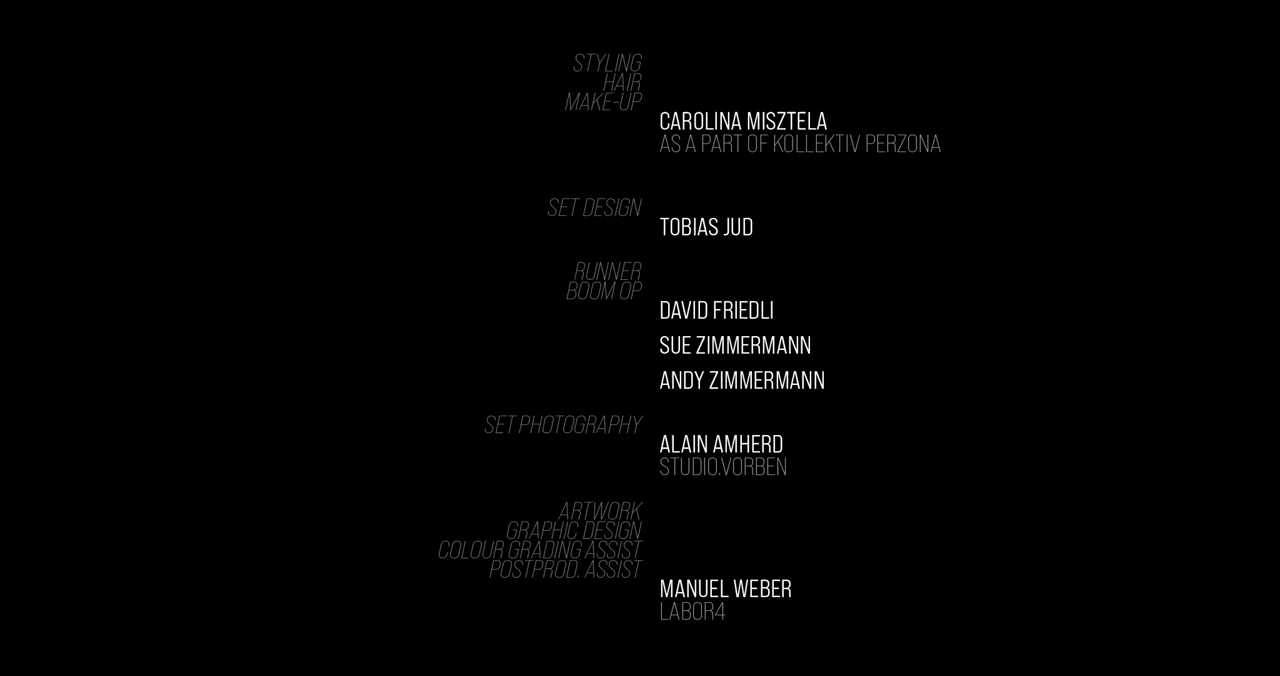 STYLING
HAIR
MAKE-UP
CAROLINA MISZTELA
AS A PART OF KOLLEKTIV PERZONA
SET DESIGN
TOBIAS JUD
RUNNER
BOOM OP
DAVID FRIEDLI
SUE ZIMMERMANN
ANDY ZIMMERMANN
SET PHOTOGRAPHY
ALAIN AMHERD
STUDIO.VORBEN
ARTWORK
GRAPHIC DESIGN
COLOUR GRADING ASSIST
POSTPROD. ASSIST
MANUEL WEBER
LABOR4